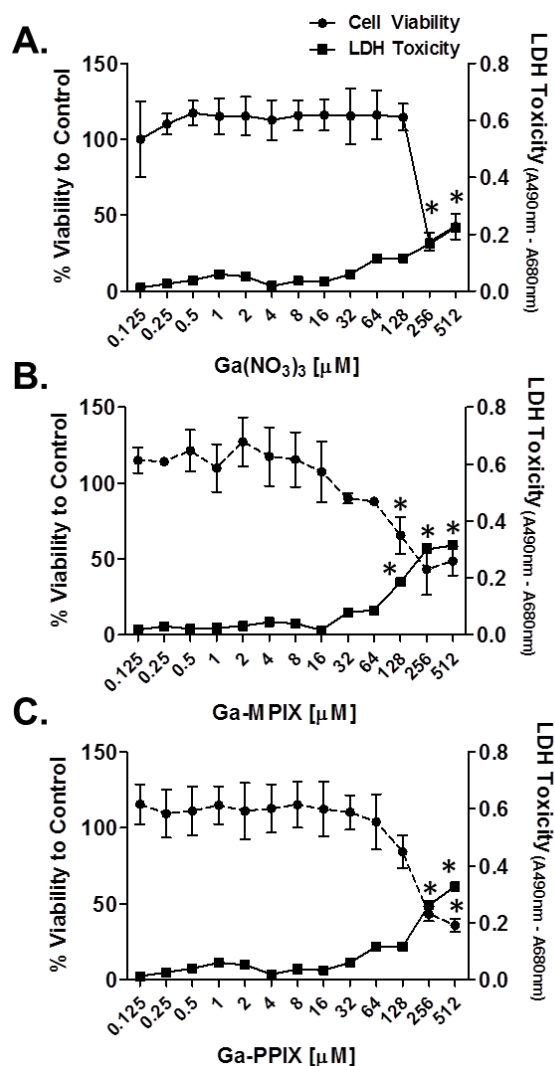 Cell Viability
LDH Toxicity
A.
150
100
50
0
% Viability to Control
0.8
0.6
0.4
0.2
0.0
LDH Toxicity (A490nm - A680nm)
* *
0.125 0.25 0.5 1 2 4 8 16 32 64 128 256 512
Ga(NO₃)₃ [μM]
B.
150
100
50
0
% Viability to Control
0.8
0.6
0.4
0.2
0.0
LDH Toxicity (A490nm - A680nm)
* * *
*
0.125 0.25 0.5 1 2 4 8 16 32 64 128 256 512
Ga-MPIX [μM]
C.
150
100
50
0
% Viability to Control
0.8
0.6
0.4
0.2
0.0
LDH Toxicity (A490nm - A680nm)
*
* *
0.125 0.25 0.5 1 2 4 8 16 32 64 128 256 512
Ga-PPIX [μM]